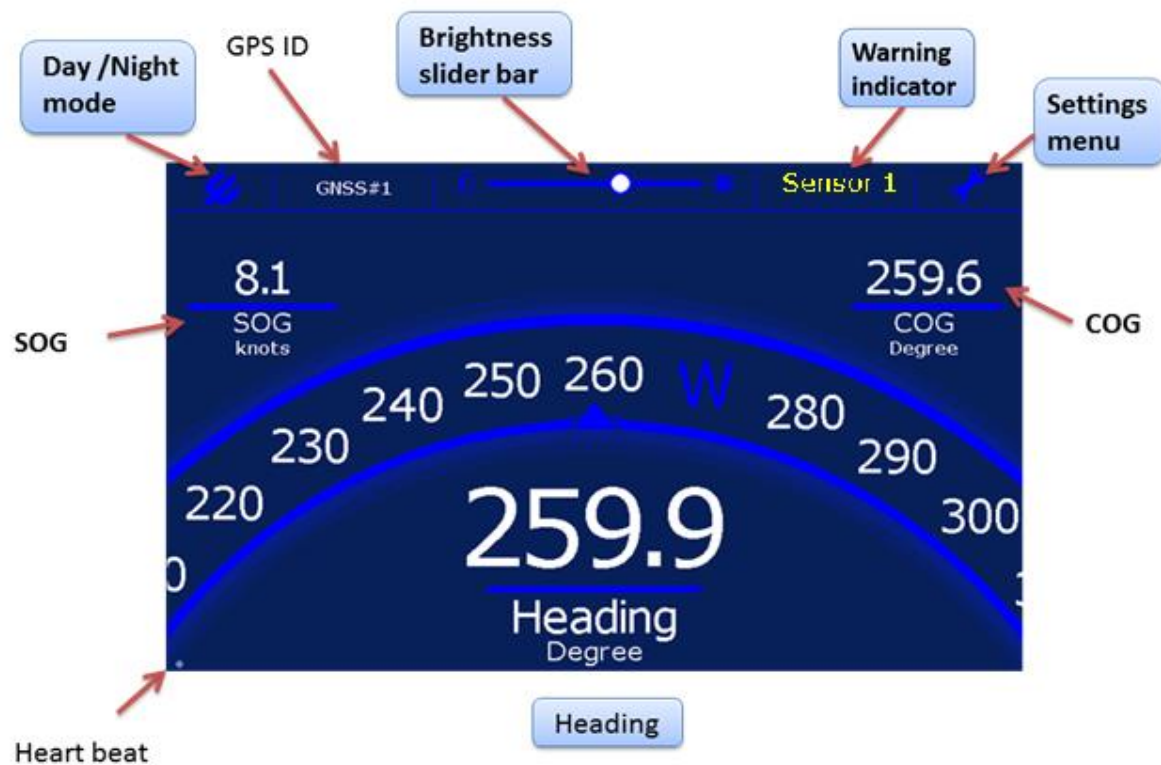 GPS ID
Brightness
slider bar
Day /Night
mode
Warning
indicator
Settings
menu
GNSS#1
Sensor 1
8.1
SOG
knots
259.6
COG
Degree
SOG
COG
220
230
240
250
260
W
280
290
300
259.9
Heading
Degree
Heading
Heart beat